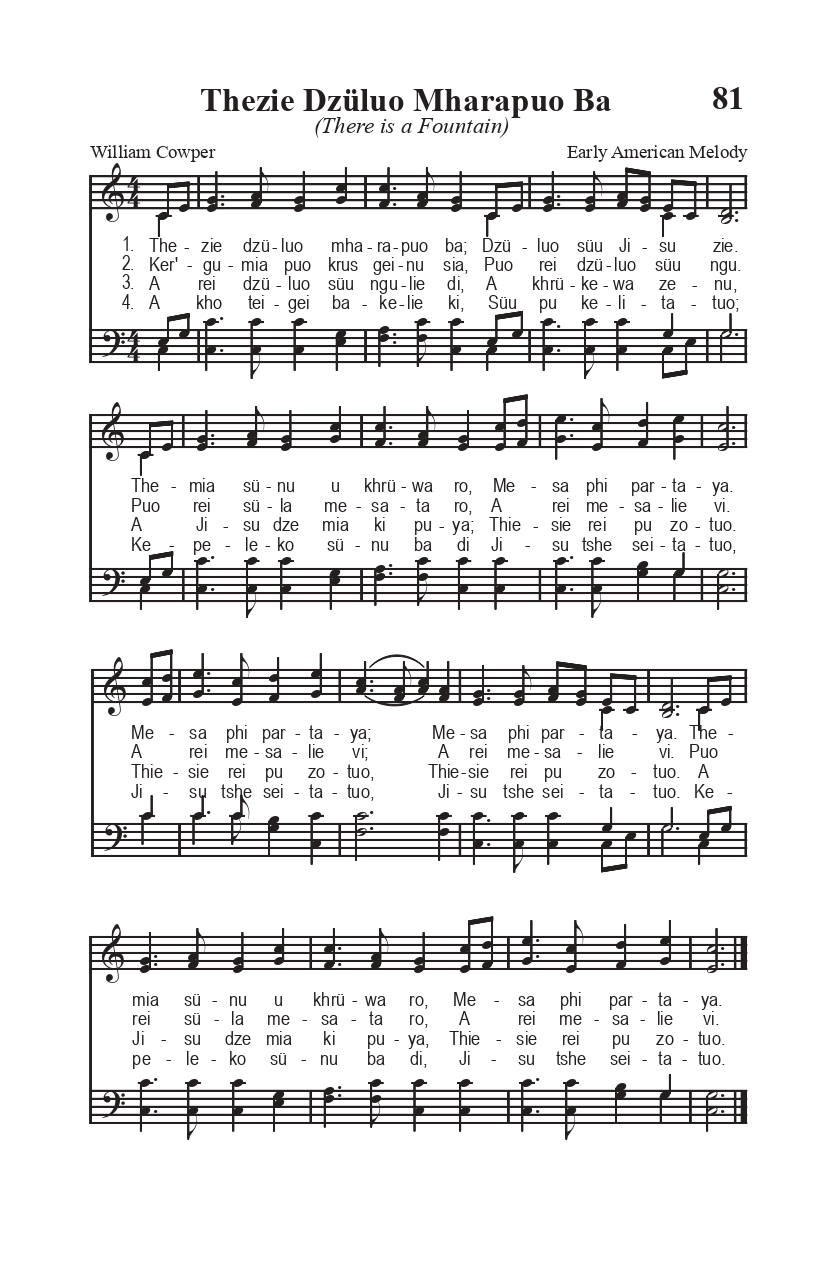 Thezie Dzüluo Mharapuo Ba 81
(There is a Fountain)
William Cowper Early American Melody
1. The- zie dzü-luo mha-ra-puo ba; Dzü- luo süu Ji- su zie.
2. Ker'- gu- mia puo krus gei-nu sia, Puo rei dzü-luo süu ngu.
3. A rei dzü-luo süu ngu-lie di, A khrü-ke-wa ze- nu,
4. A kho tei-gei ba-ke-lie ki, Süu pu ke-li-ta-tuo;
The- mia sü-nu u khrü-wa ro, Me- sa phi par-ta-ya.
Puo rei sü-la me-sa-ta ro, A rei me-sa-lie vi.
A Ji-su dze mia ki pu-ya; Thie- sie rei pu zo-tuo.
Ke- pe-le-ko sü-nu ba di Ji- su tshe sei-ta-tuo,
Me- sa phi par-ta-ya; Me-sa phi par-ta-ya. The-
A rei me-sa-lie vi; A rei me-sa-lie vi. Puo
Thie- sie rei pu zo-tuo, Thie-sie rei pu zo-tuo. A
Ji- su tshe sei-ta-tuo, Ji-su tshe sei-ta-tuo. Ke-
mia sü-nu u khrü-wa ro, Me- sa phi par-ta-ya.
rei sü-la me-sa-ta ro, A rei me-sa-lie vi.
Ji-su dze mia ki pu-ya, Thie- sie rei pu zo-tuo.
pe-le-ko sü-nu ba di, Ji- su tshe sei-ta-tuo.